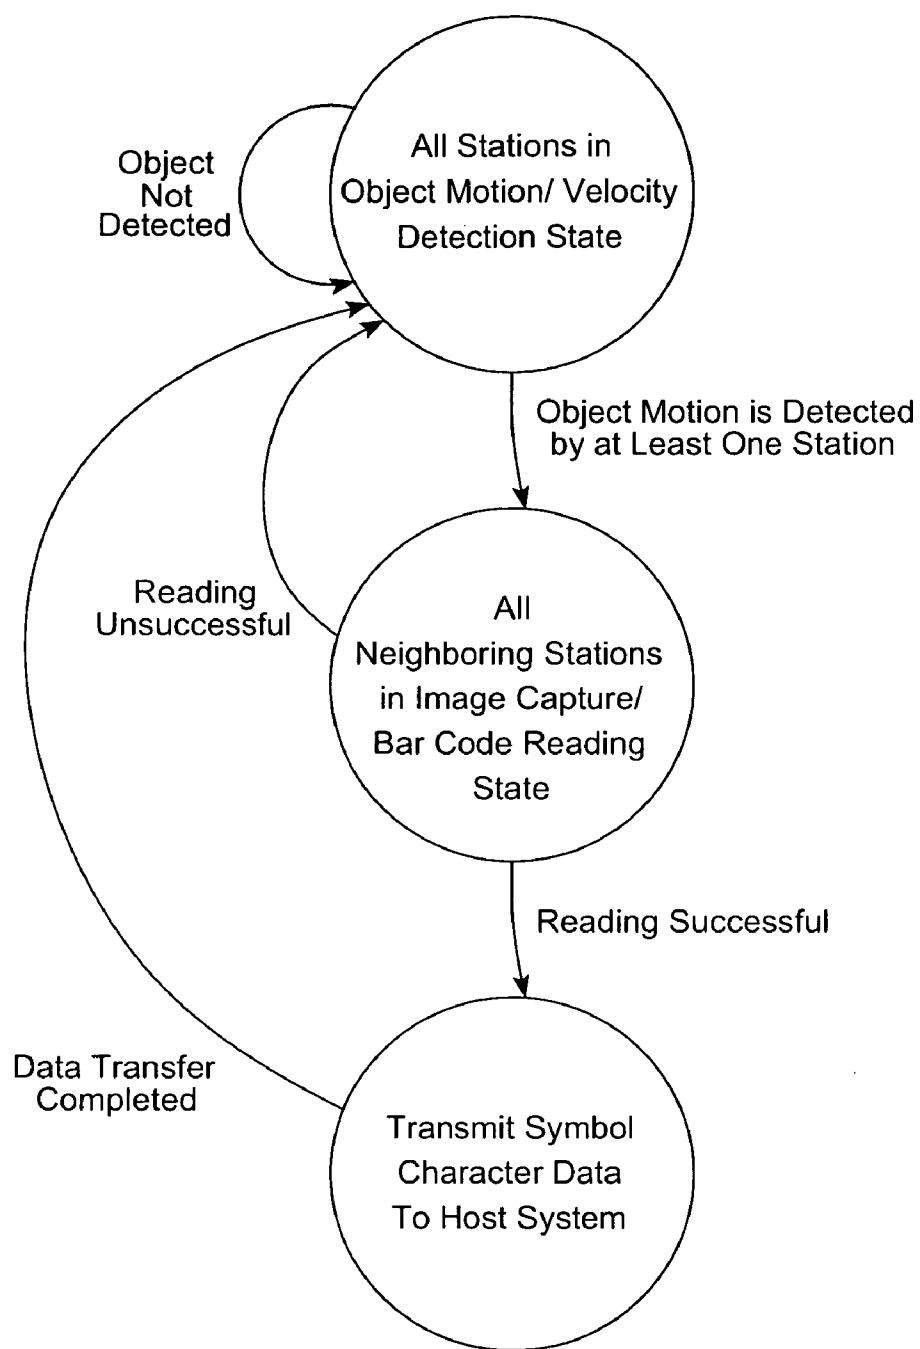 Object
Not
Detected
All Stations in
Object Motion/ Velocity
Detection State
Object Motion is Detected
by at Least One Station
Reading
Unsuccessful
All
Neighboring Stations
in Image Capture/
Bar Code Reading
State
Reading Successful
Data Transfer
Completed
Transmit Symbol
Character Data
To Host System